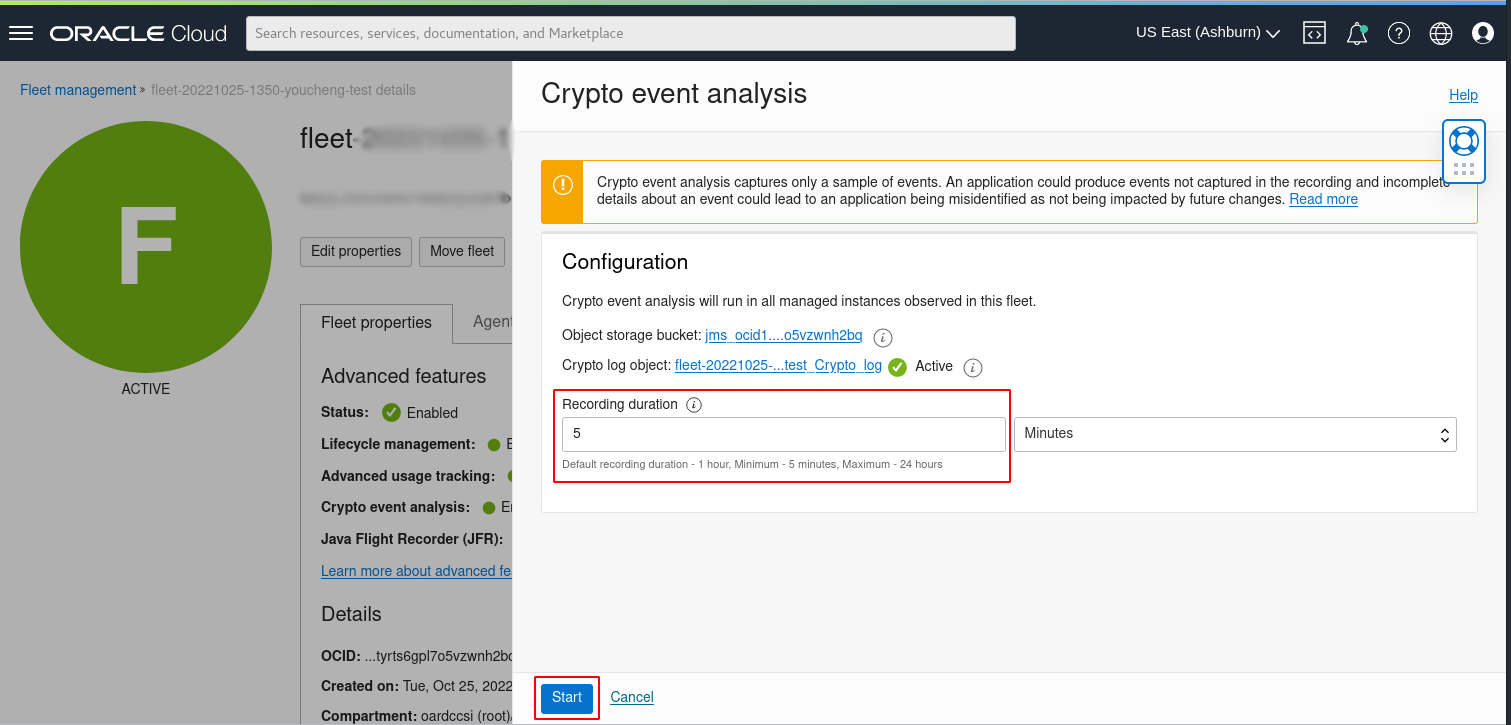 ORACLE Cloud
Search resources, services, documentation, and Marketplace
US East (Ashburn)
Fleet management » fleet-20221025-1350-youcheng-test details
F
ACTIVE
fleet-
Edit properties
Move fleet
Fleet properties
Agent
Advanced features
Status: Enabled
Lifecycle management: E
Advanced usage tracking:
Crypto event analysis: E
Java Flight Recorder (JFR):
Learn more about advanced fe
Details
OCID: ...tyrts6gpl7o5vzwnh2bq
Created on: Tue, Oct 25, 2022
Compartment: oardccsi (root)/
Crypto event analysis
Help
Crypto event analysis captures only a sample of events. An application could produce events not captured in the recording and incomplete
details about an event could lead to an application being misidentified as not being impacted by future changes. Read more
Configuration
Crypto event analysis will run in all managed instances observed in this fleet.
Object storage bucket: jms_ocid1....o5vzwnh2bq i
Crypto log object: fleet-20221025-...test_Crypto_log Active i
Recording duration i
5
Minutes
Default recording duration - 1 hour, Minimum - 5 minutes, Maximum - 24 hours
Start
Cancel